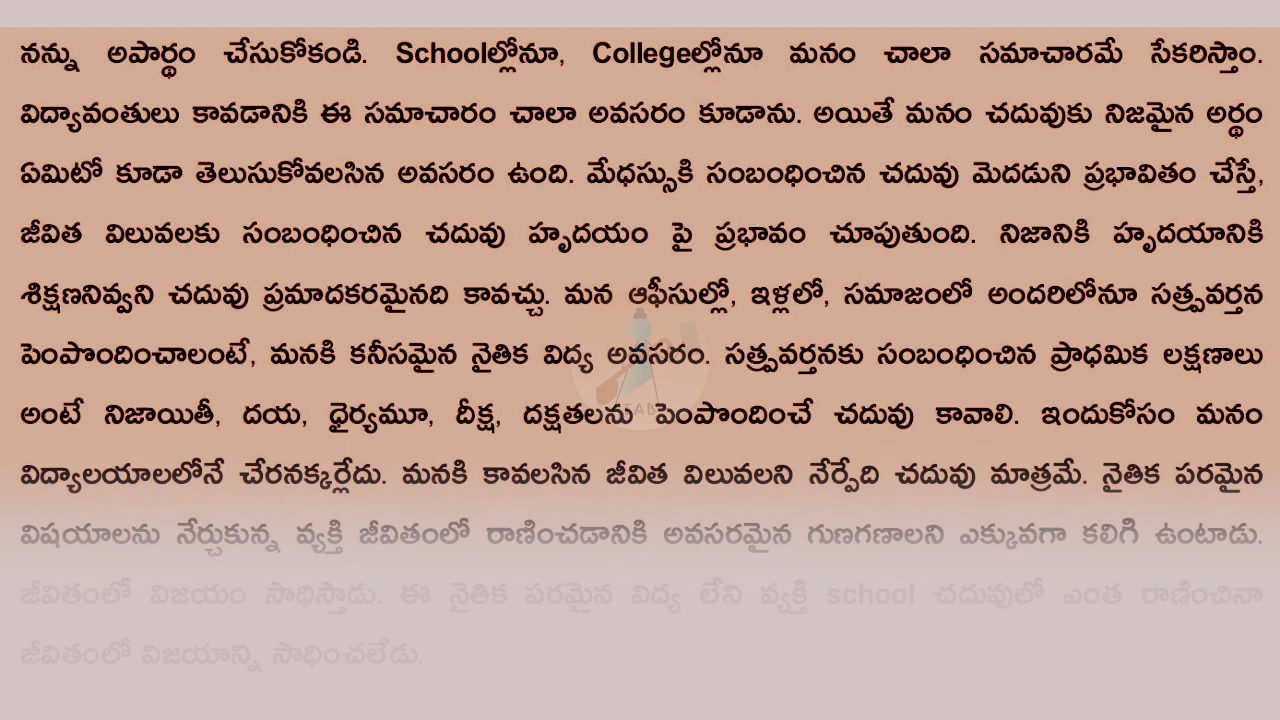 నన్ను అపార్థం చేసుకోకండి. Schoolల్లోనూ, Collegeల్లోనూ మనం చాలా సమాచారమే సేకరిస్తాం.
విద్యావంతులు కావడానికి ఈ సమాచారం చాలా అవసరం కూడాను. అయితే మనం చదువుకు నిజమైన అర్థం
ఏమిటో కూడా తెలుసుకోవలసిన అవసరం ఉంది. మేధస్సుకి సంబంధించిన చదువు మెదడుని ప్రభావితం చేస్తే,
జీవిత విలువలకు సంబంధించిన చదువు హృదయం పై ప్రభావం చూపుతుంది. నిజానికి హృదయానికి
శిక్షణనివ్వని చదువు ప్రమాదకరమైనది కావచ్చు. మన ఆఫీసుల్లో, ఇళ్లలో, సమాజంలో అందరిలోనూ సత్ప్రవర్తన
పెంపొందించాలంటే, మనకి కనీసమైన నైతిక విద్య అవసరం. సత్ప్రవర్తనకు సంబంధించిన ప్రాధమిక లక్షణాలు
అంటే నిజాయితీ, దయ, ధైర్యమూ, దీక్ష, దక్షతలను పెంపొందించే చదువు కావాలి. ఇందుకోసం మనం
విద్యాలయాలలోనే చేరనక్కర్లేదు. మనకి కావలసిన జీవిత విలువలని నేర్పేది చదువు మాత్రమే. నైతిక పరమైన
విషయాలను నేర్చుకున్న వ్యక్తి జీవితంలో రాణించడానికి అవసరమైన గుణగణాలని ఎక్కువగా కలిగి ఉంటాడు.
జీవితంలో విజయం సాధిస్తాడు. ఈ నైతిక పరమైన విద్య లేని వ్యక్తి school చదువులో ఎంత రాణించినా
జీవితంలో విజయాన్ని సాధించలేడు.